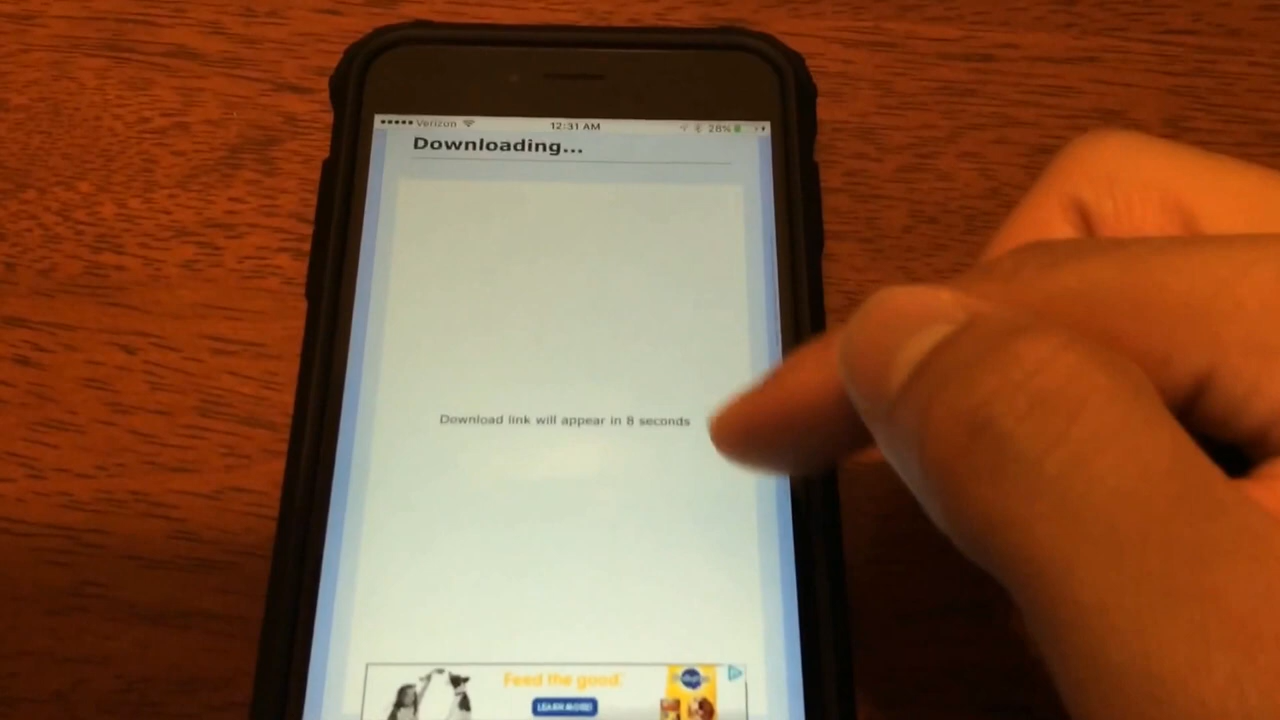 Verizon 12:31 AM 28%
Downloading...
Download link will appear in 8 seconds
Feed the good.
LEARN MORE!